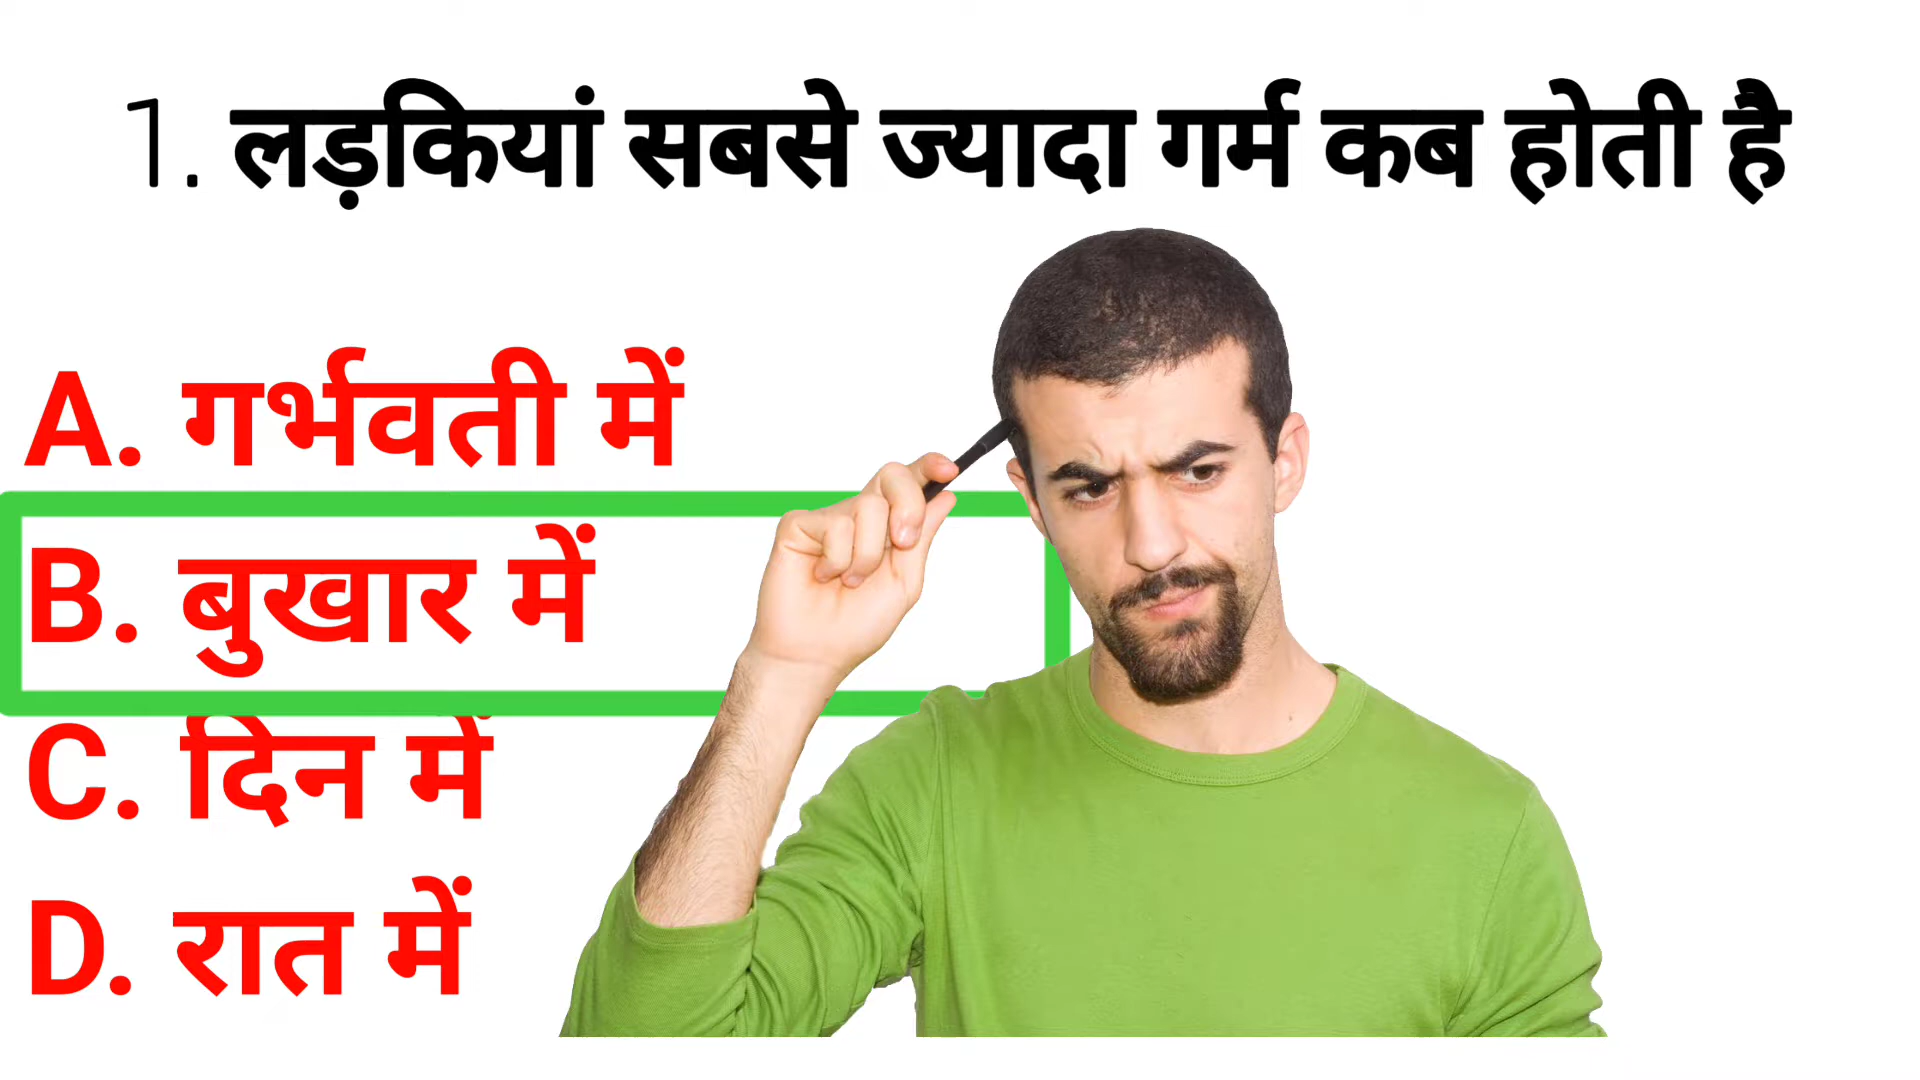 1. लड़कियां सबसे ज्यादा गर्म कब होती है
A. गर्भवती में
B. बुखार में
C. दिन में
D. रात में